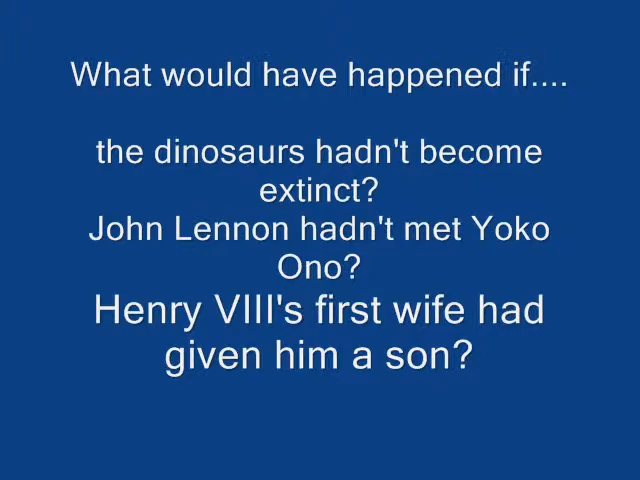 What would have happened if....
the dinosaurs hadn't become
extinct?
John Lennon hadn't met Yoko
Ono?
Henry VIII's first wife had
given him a son?